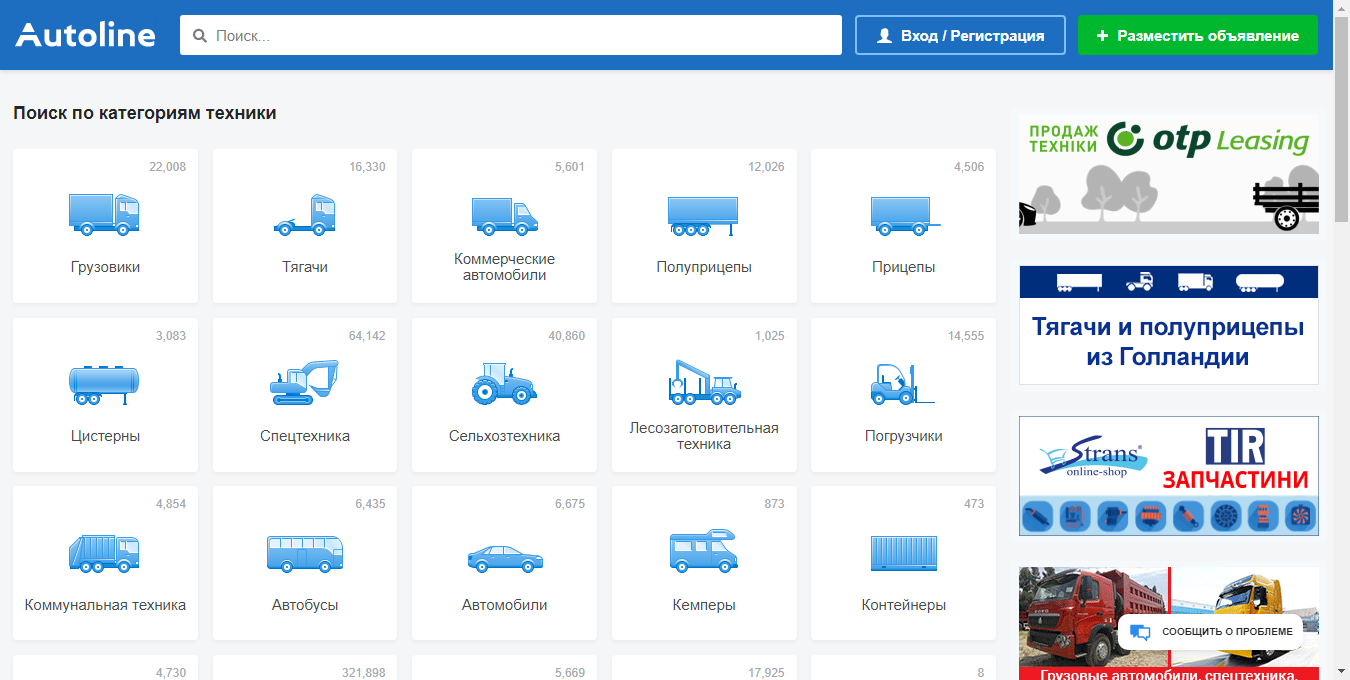 Autoline
Поиск...
Вход / Регистрация
Разместить объявление
Поиск по категориям техники
22,008
Грузовики
16,330
Тягачи
5,601
Коммерческие
автомобили
12,026
Полуприцепы
4,506
Прицепы
3,083
Цистерны
64,142
Спецтехника
40,860
Сельхозтехника
1,025
Лесозаготовительная
техника
14,555
Погрузчики
4,854
Коммунальная техника
6,435
Автобусы
6,675
Автомобили
873
Кемперы
473
Контейнеры
4,730
321,898
5,669
17,925
8
ПРОДАЖ
ТЕХНІКИ
otp Leasing
Тягачи и полуприцепы
из Голландии
Strans
online-shop
TIR
ЗАПЧАСТИНИ
СООБЩИТЬ О ПРОБЛЕМЕ
Грузовые автомобили, спецтехника,